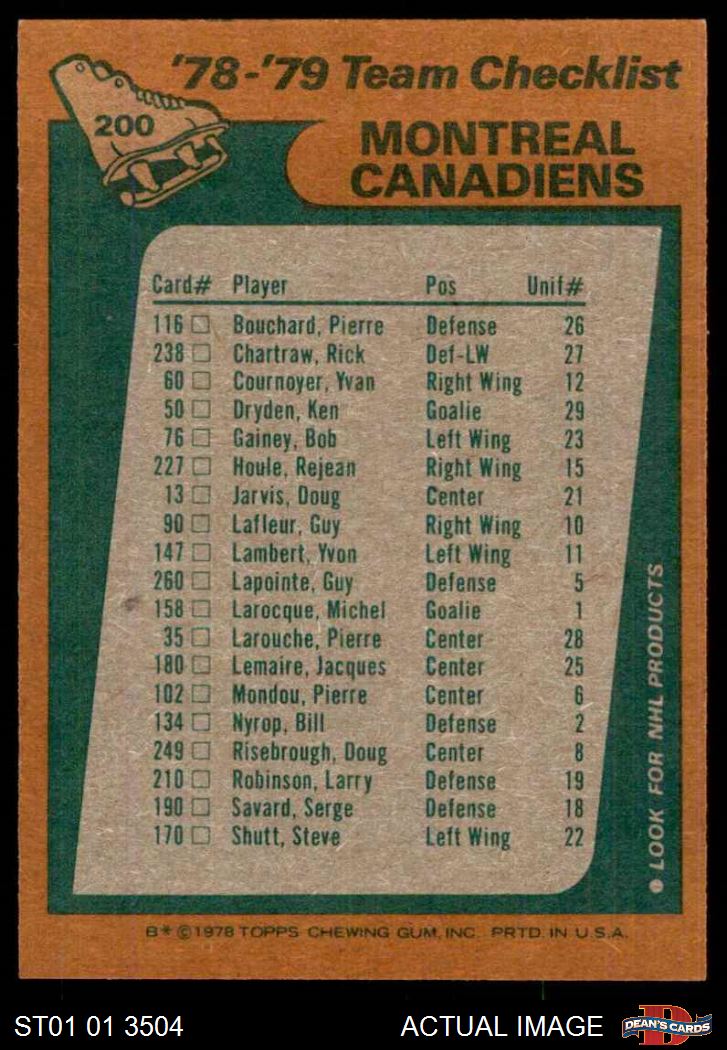 '78-'79 Team Checklist
200
MONTREAL
CANADIENS
Card# Player Pos Unif#
116 Bouchard, Pierre Defense 26
238 Chartraw, Rick Def-LW 27
60 Cournoyer, Yvan Right Wing 12
50 Dryden, Ken Goalie 29
76 Gainey, Bob Left Wing 23
227 Houle, Rejean Right Wing 15
13 Jarvis, Doug Center 21
90 Lafleur, Guy Right Wing 10
147 Lambert, Yvon Left Wing 11
260 Lapointe, Guy Defense 5
158 Larocque, Michel Goalie 1
35 Larouche, Pierre Center 28
180 Lemaire, Jacques Center 25
102 Mondou, Pierre Center 6
134 Nyrop, Bill Defense 2
249 Risebrough, Doug Center 8
210 Robinson, Larry Defense 19
190 Savard, Serge Defense 18
170 Shutt, Steve Left Wing 22
● LOOK FOR NHL PRODUCTS
B* © 1978 TOPPS CHEWING GUM, INC. PRTD. IN U.S.A.
ST01 01 3504 ACTUAL IMAGE
D
DEAN'S CARDS